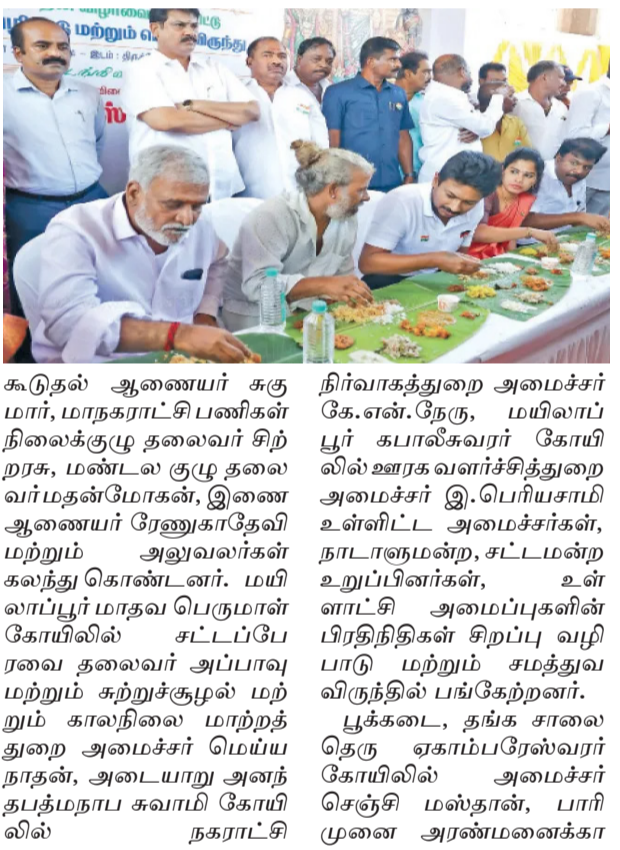 மற்றும் விருந்து
இடம் :
கூடுதல் ஆணையர் சுகு
மார், மாநகராட்சி பணிகள்
நிலைக்குழு தலைவர் சிற்
றரசு, மண்டல குழு தலை
வர் மதன்மோகன், இணை
ஆணையர் ரேணுகாதேவி
மற்றும் அலுவலர்கள்
கலந்து கொண்டனர். மயி
லாப்பூர் மாதவ பெருமாள்
கோயிலில் சட்டப்பே
ரவை தலைவர் அப்பாவு
மற்றும் சுற்றுச்சூழல் மற்
றும் காலநிலை மாற்றத்
துறை அமைச்சர் மெய்ய
நாதன், அடையாறு அனந்
தபத்மநாப சுவாமி கோயி
லில் நகராட்சி
நிர்வாகத்துறை அமைச்சர்
கே.என்.நேரு, மயிலாப்
பூர் கபாலீசுவரர் கோயி
லில் ஊரக வளர்ச்சித்துறை
அமைச்சர் இ.பெரியசாமி
உள்ளிட்ட அமைச்சர்கள்,
நாடாளுமன்ற, சட்டமன்ற
உறுப்பினர்கள், உள்
ளாட்சி அமைப்புகளின்
பிரதிநிதிகள் சிறப்பு வழி
பாடு மற்றும் சமத்துவ
விருந்தில் பங்கேற்றனர்.
பூக்கடை, தங்க சாலை
தெரு ஏகாம்பரேஸ்வரர்
கோயிலில் அமைச்சர்
செஞ்சி மஸ்தான், பாரி
முனை அரண்மனைக்கா